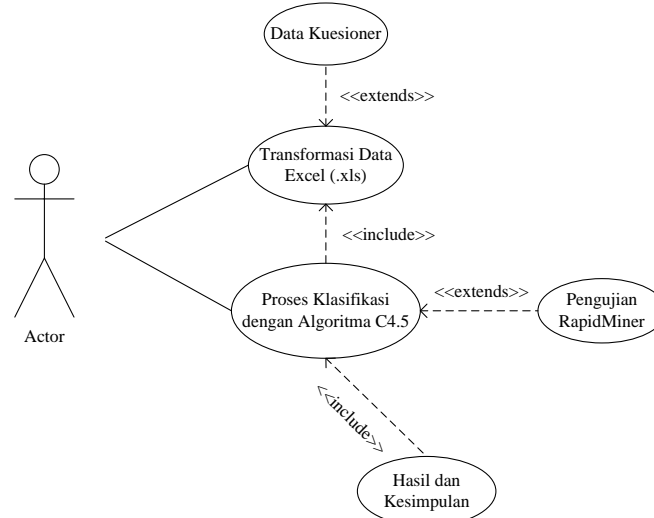 Data Kuesioner
<<extends>>
Transformasi Data
Excel (.xls)
<<include>>
Proses Klasifikasi
dengan Algoritma C4.5
<<extends>>
Pengujian
RapidMiner
Actor
<<include>>
Hasil dan
Kesimpulan